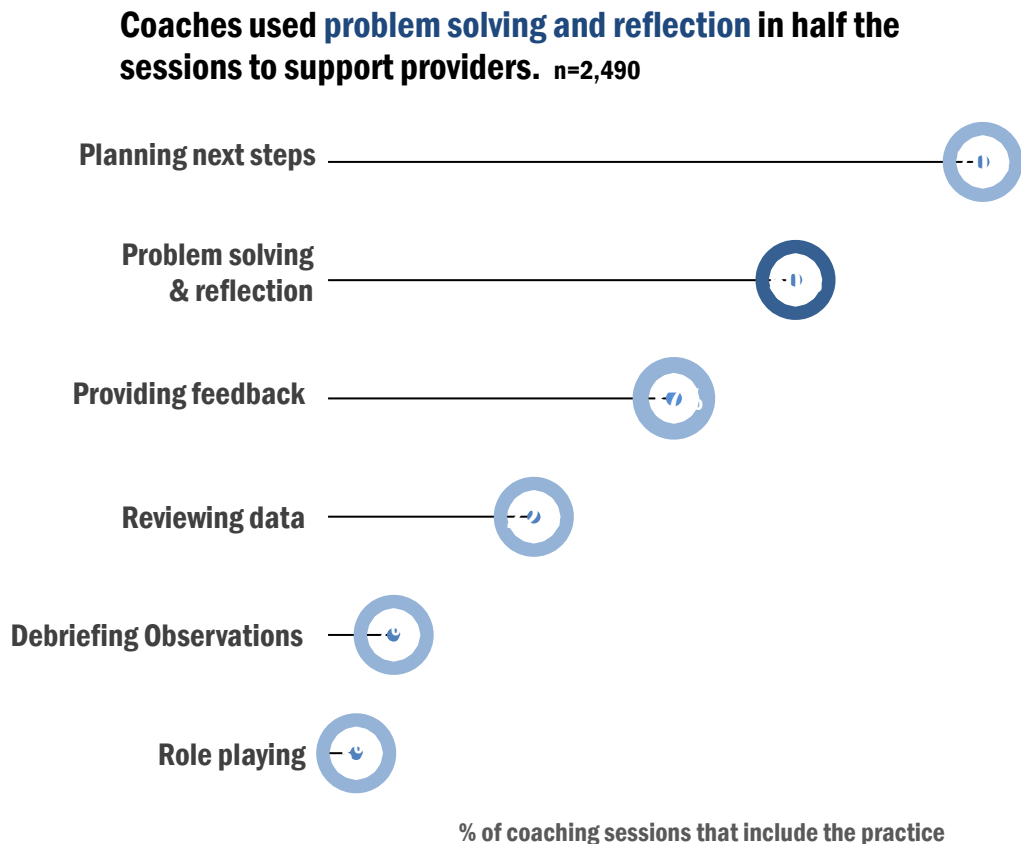 Coaches used problem solving and reflection in half the
sessions to support providers. n=2,490
Planning next steps
Problem solving
& reflection
Providing feedback
Reviewing data
Debriefing Observations
Role playing
% of coaching sessions that include the practice